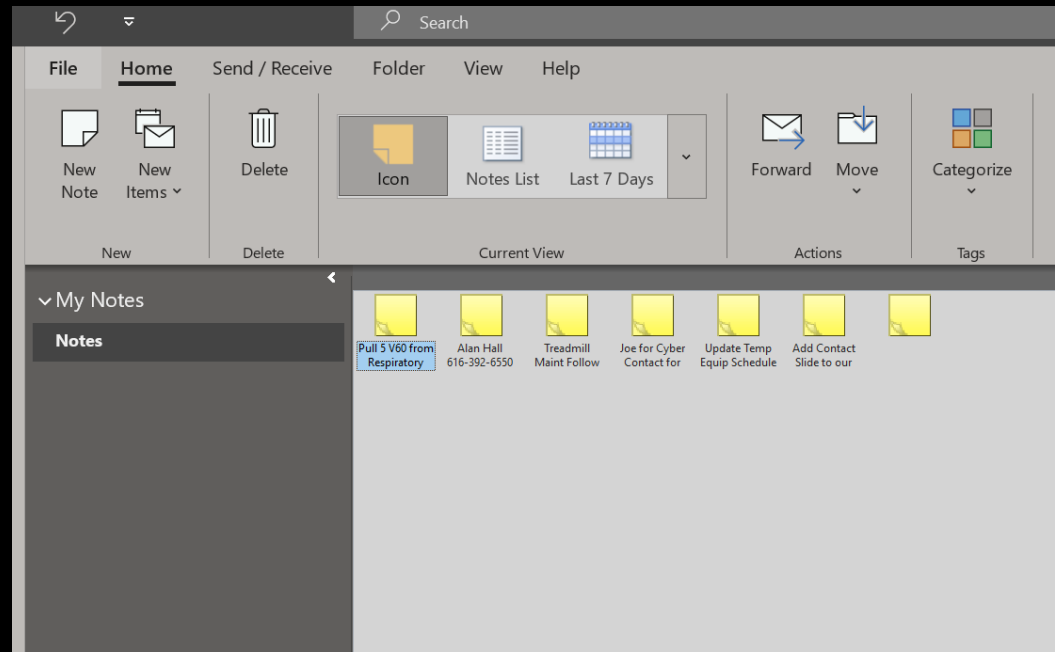 Search
File Home Send / Receive Folder View Help
New Note
New Items
Delete
Icon
Notes List
Last 7 Days
Forward
Move
Categorize
New
Delete
Current View
Actions
Tags
My Notes
Notes
Pull 5 V60 from
Respiratory
Alan Hall
616-392-6550
Treadmill
Maint Follow
Joe for Cyber
Contact for
Update Temp
Equip Schedule
Add Contact
Slide to our